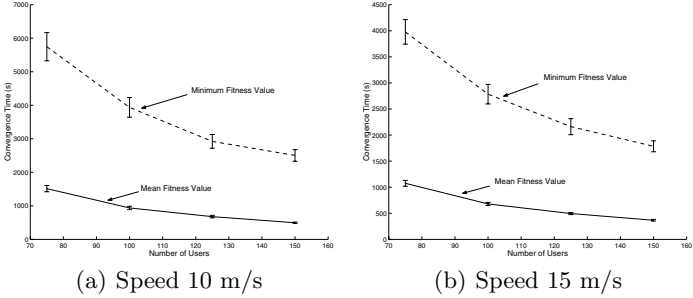 7000
6000
5000
4000
3000
2000
1000
0
Convergence Time (s)
Minimum Fitness Value
Mean Fitness Value
70 80 90 100 110 120 130 140 150 160
Number of Users
(a) Speed 10 m/s
4500
4000
3500
3000
2500
2000
1500
1000
500
0
Convergence Time (s)
Minimum Fitness Value
Mean Fitness Value
70 80 90 100 110 120 130 140 150 160
Number of Users
(b) Speed 15 m/s